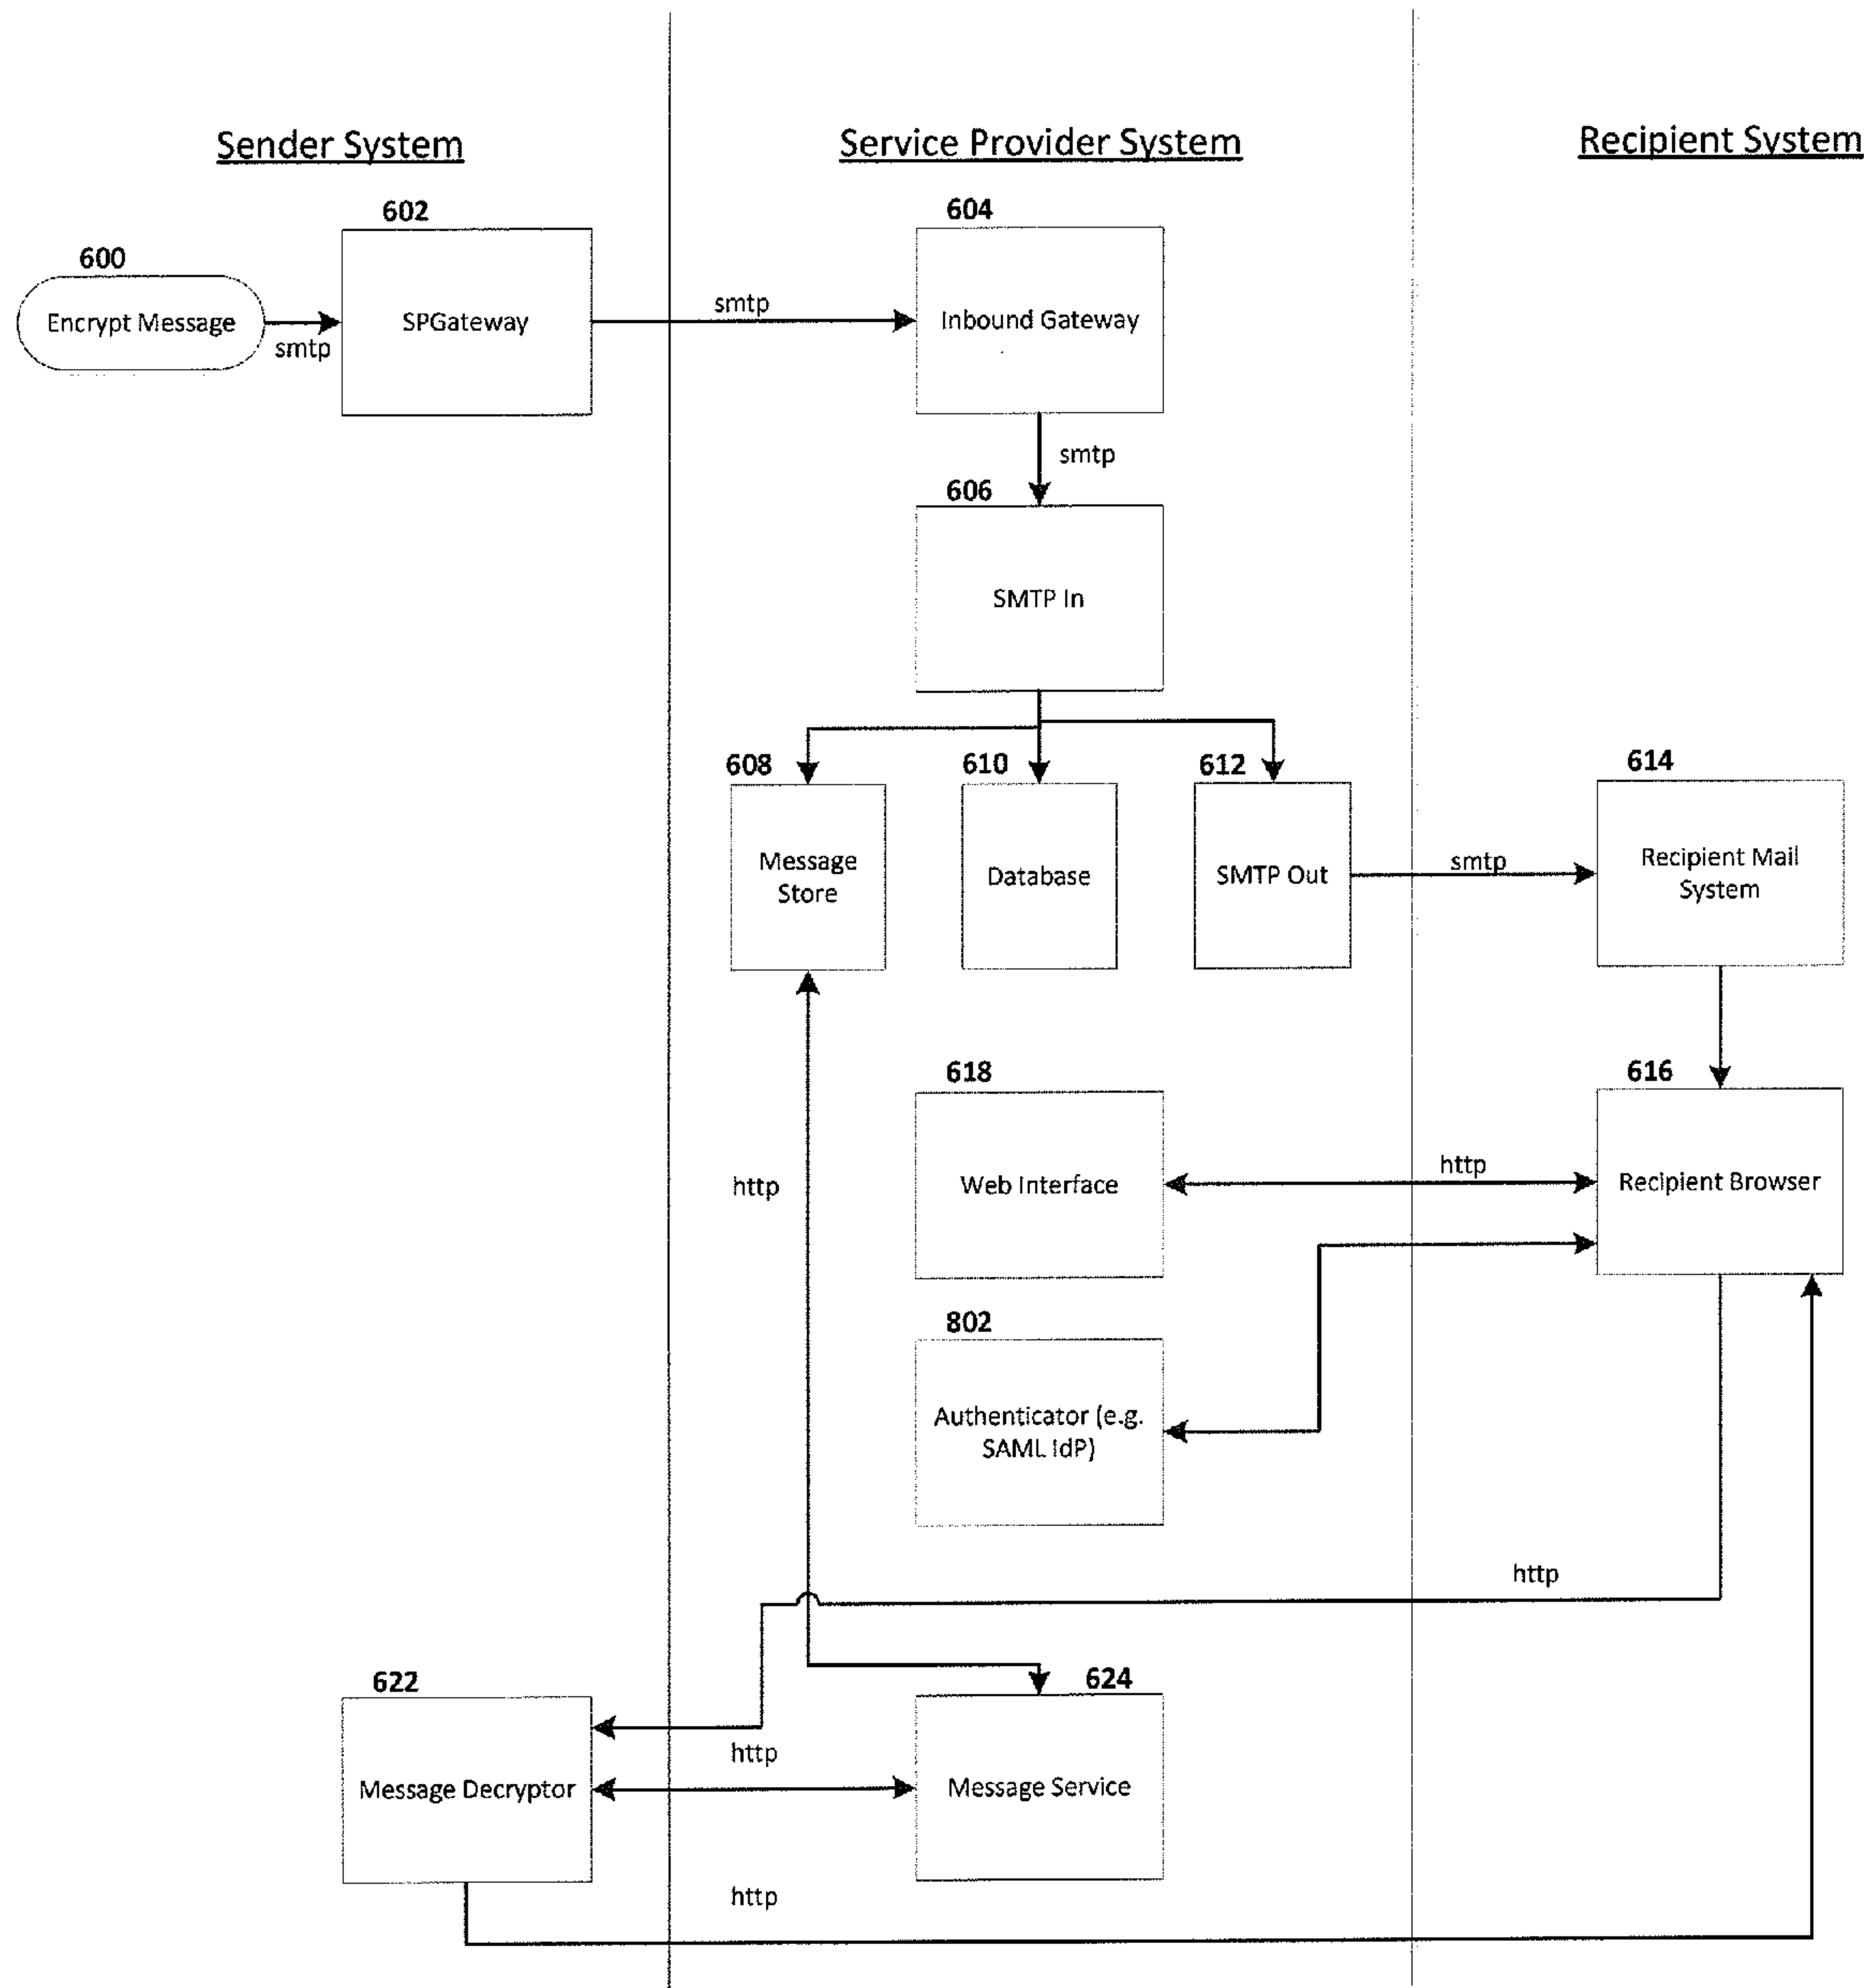 Sender System
Service Provider System
Recipient System
602
604
600
Encrypt Message
smtp
SPGateway
smtp
Inbound Gateway
smtp
606
SMTP In
608
610
612
614
Message
Store
Database
SMTP Out
smtp
Recipient Mail
System
618
616
http
Web Interface
http
Recipient Browser
802
Authenticator (e.g.
SAML IdP)
http
622
624
http
Message Decryptor
Message Service
http